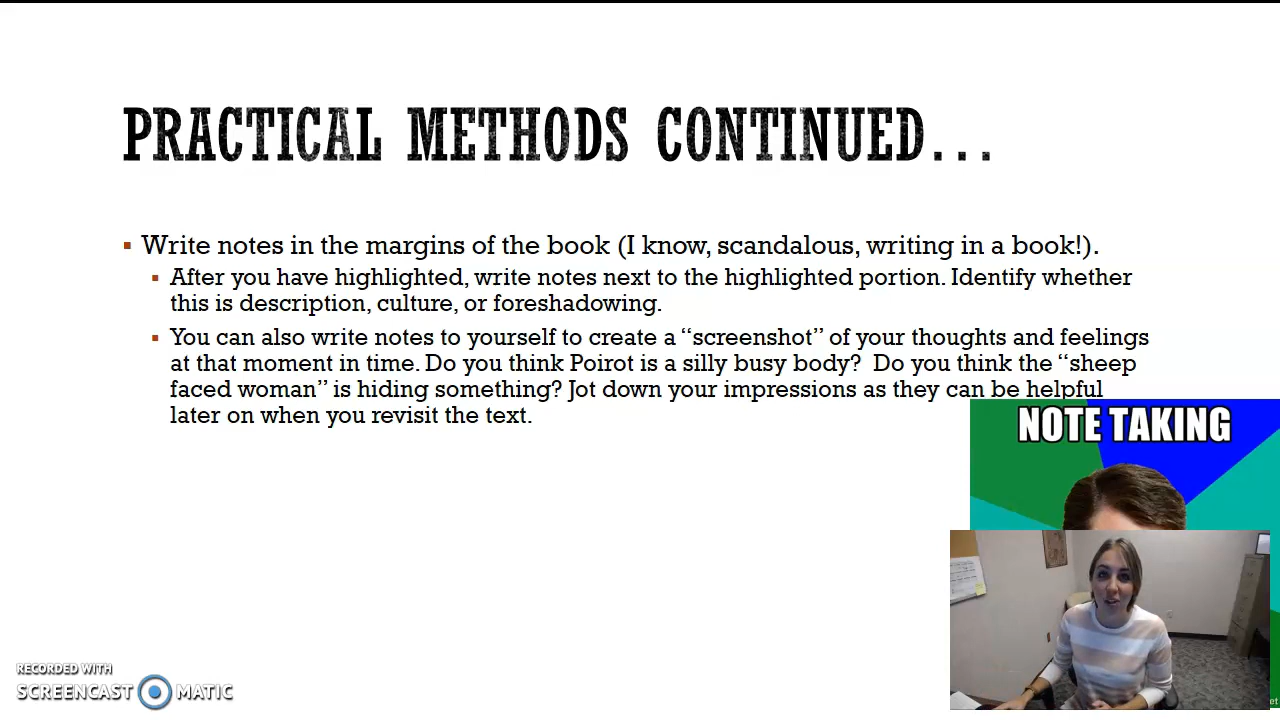 PRACTICAL METHODS CONTINUED...
▪ Write notes in the margins of the book (I know, scandalous, writing in a book!).
▪ After you have highlighted, write notes next to the highlighted portion. Identify whether
this is description, culture, or foreshadowing.
▪ You can also write notes to yourself to create a “screenshot” of your thoughts and feelings
at that moment in time. Do you think Poirot is a silly busy body?  Do you think the “sheep
faced woman” is hiding something? Jot down your impressions as they can be helpful
later on when you revisit the text.
NOTE TAKING
RECORDED WITH
SCREENCAST MATIC
et